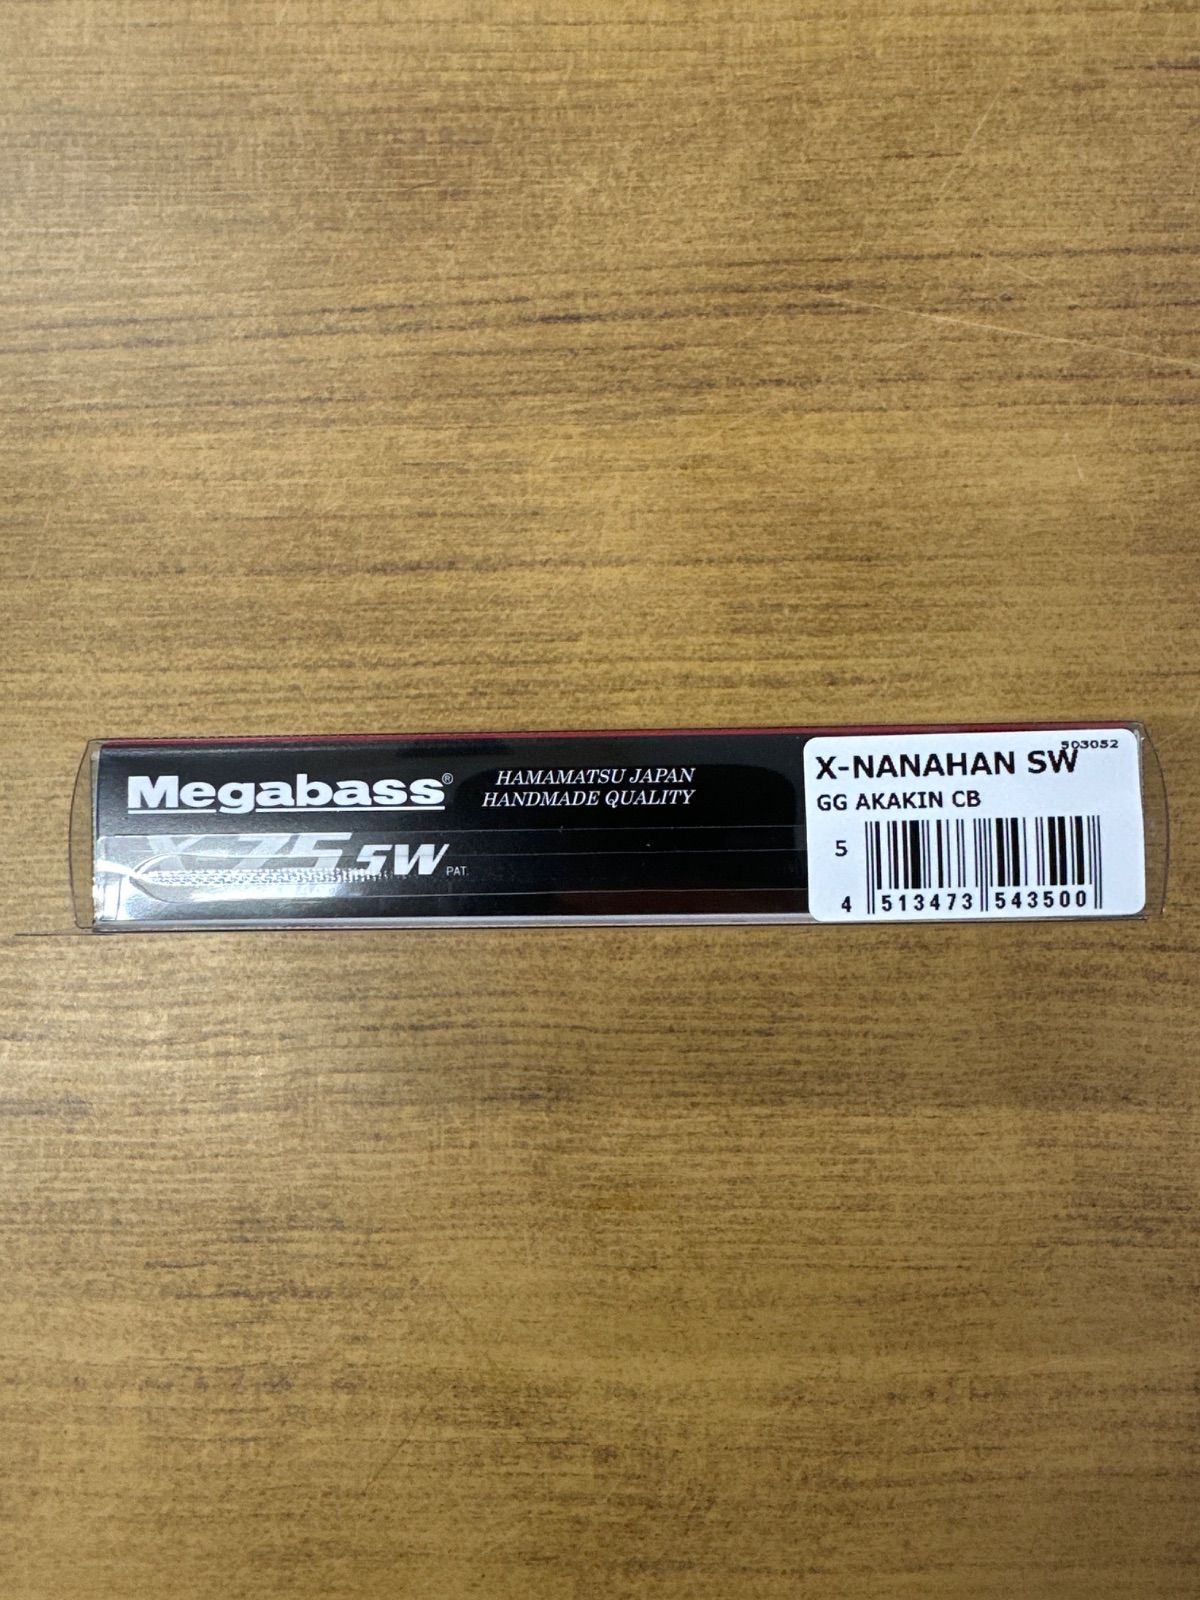 Megabass®
HAMAMATSU JAPAN
HANDMADE QUALITY
X-75 SW PAT.
503052
X-NANAHAN SW
GG AKAKIN CB
5
4 513473 543500